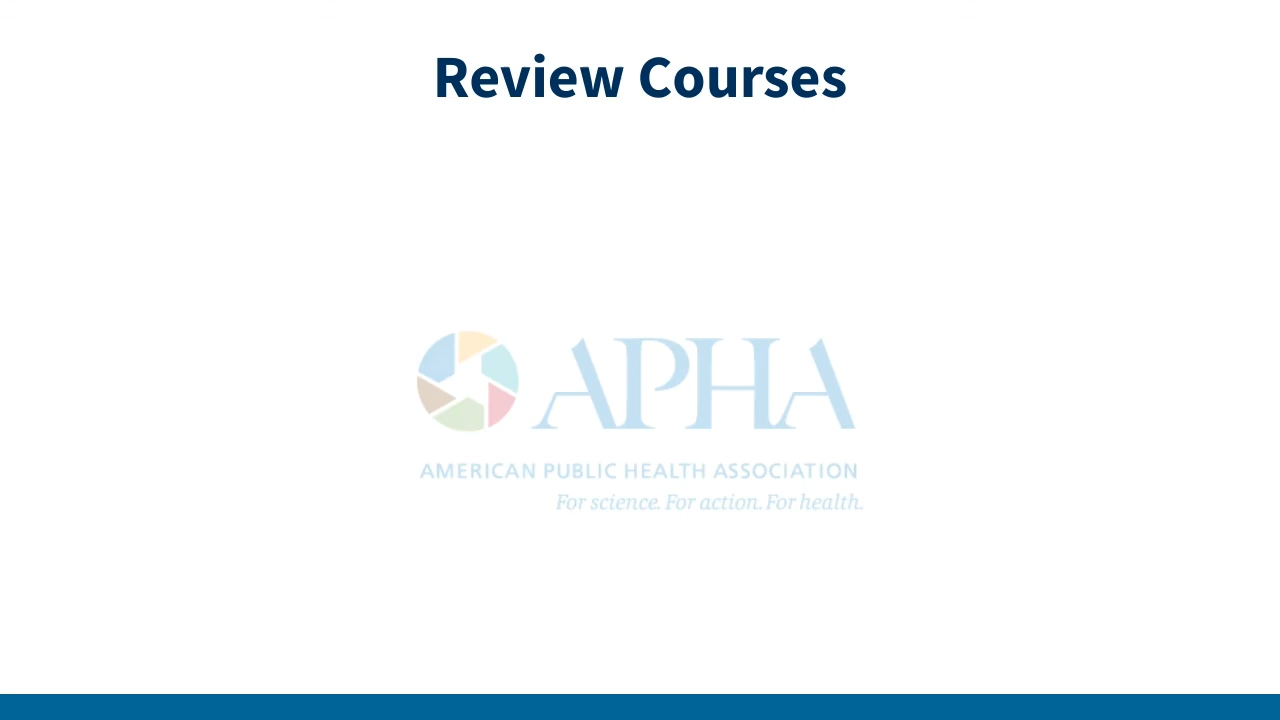 Review Courses
APHA
AMERICAN PUBLIC HEALTH ASSOCIATION
For science. For action. For health.